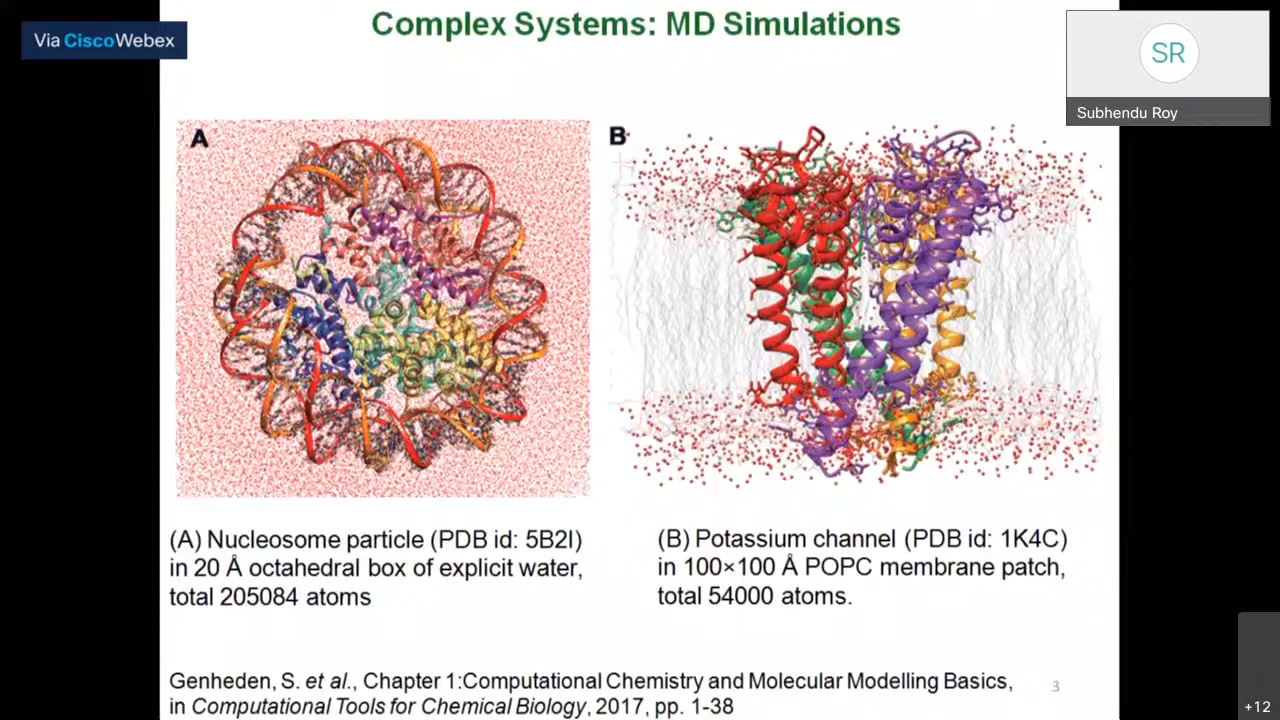 Complex Systems: MD Simulations
Via Cisco Webex
SR
Subhendu Roy
A
B
(A) Nucleosome particle (PDB id: 5B2I)
in 20 Å octahedral box of explicit water,
total 205084 atoms
(B) Potassium channel (PDB id: 1K4C)
in 100×100 Å POPC membrane patch,
total 54000 atoms.
Genheden, S. et al., Chapter 1:Computational Chemistry and Molecular Modelling Basics,
in Computational Tools for Chemical Biology, 2017, pp. 1-38
3
+12